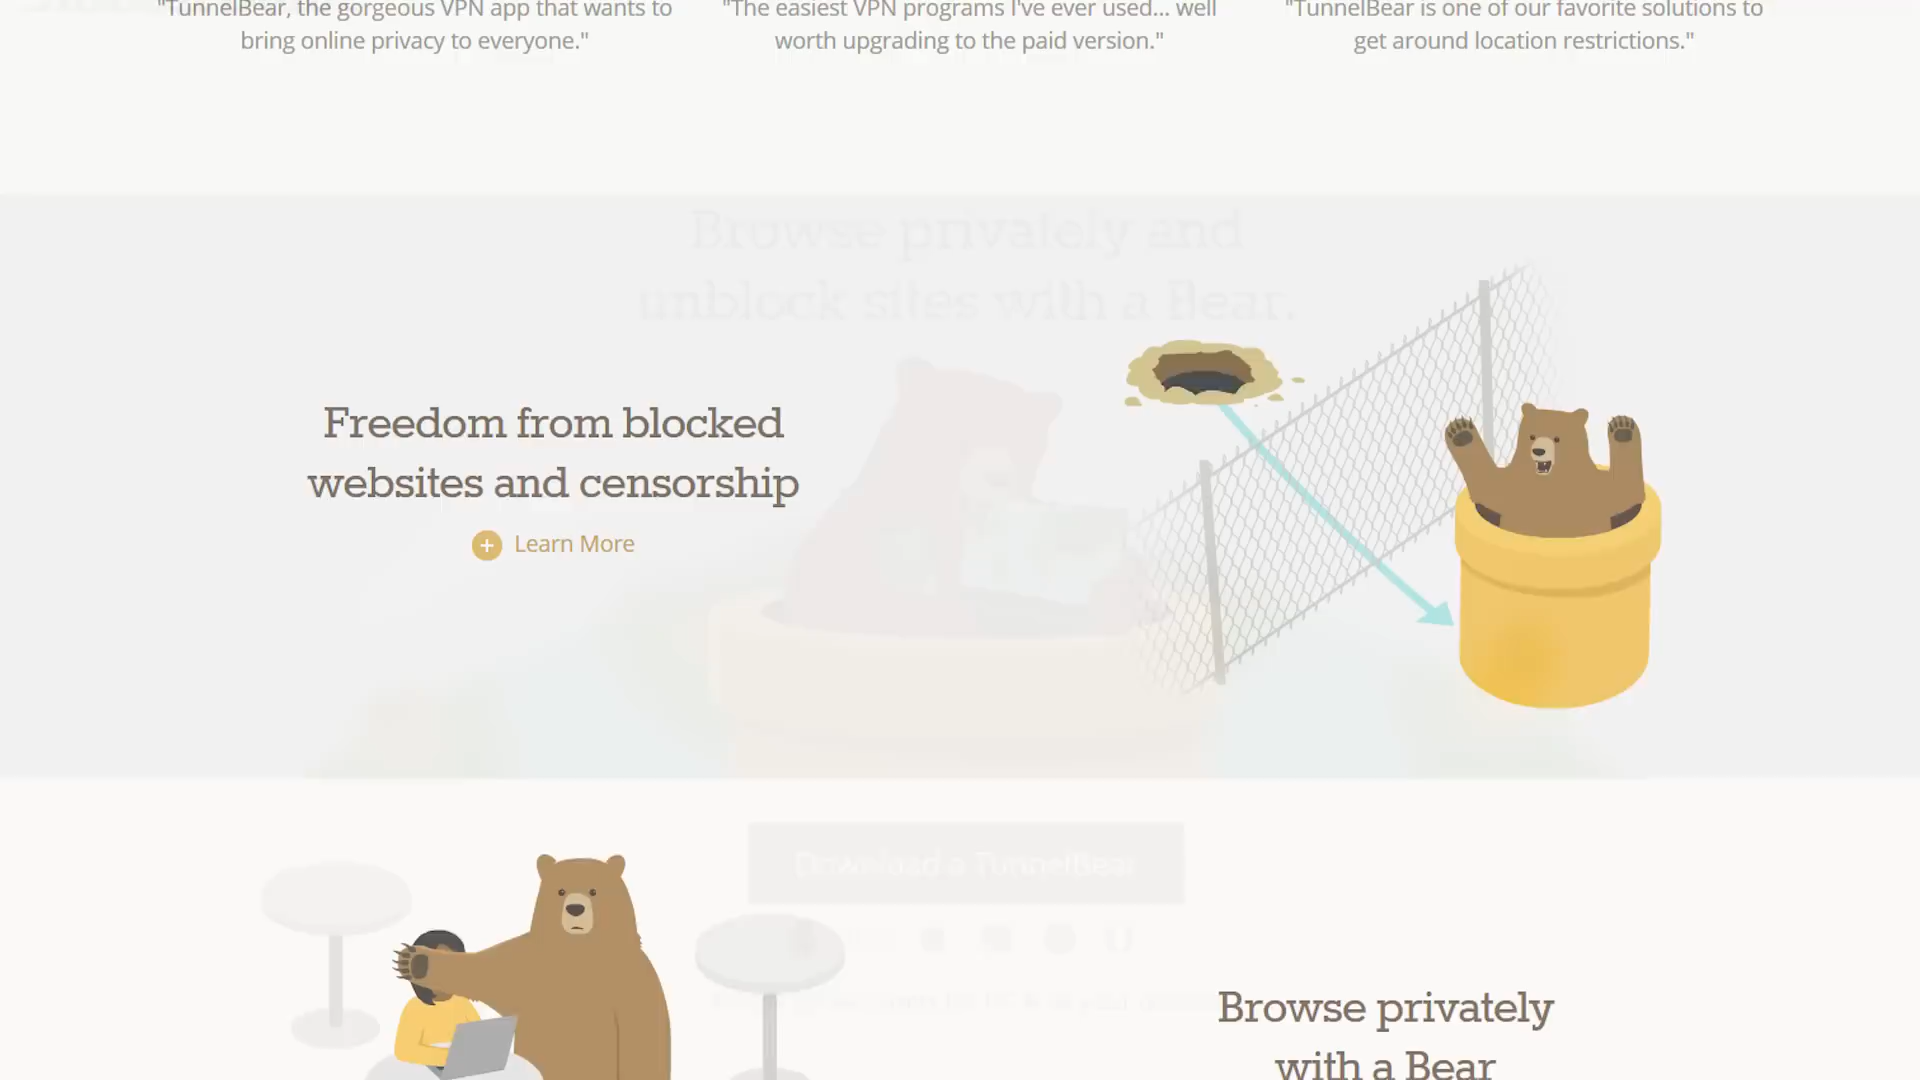 "TunnelBear, the gorgeous VPN app that wants to
bring online privacy to everyone."
"The easiest VPN programs I've ever used... well
worth upgrading to the paid version."
"TunnelBear is one of our favorite solutions to
get around location restrictions."
Browse privately and
unblock sites with a Bear.
Freedom from blocked
websites and censorship
Learn More
Download a TunnelBear
Browse privately
with a Bear